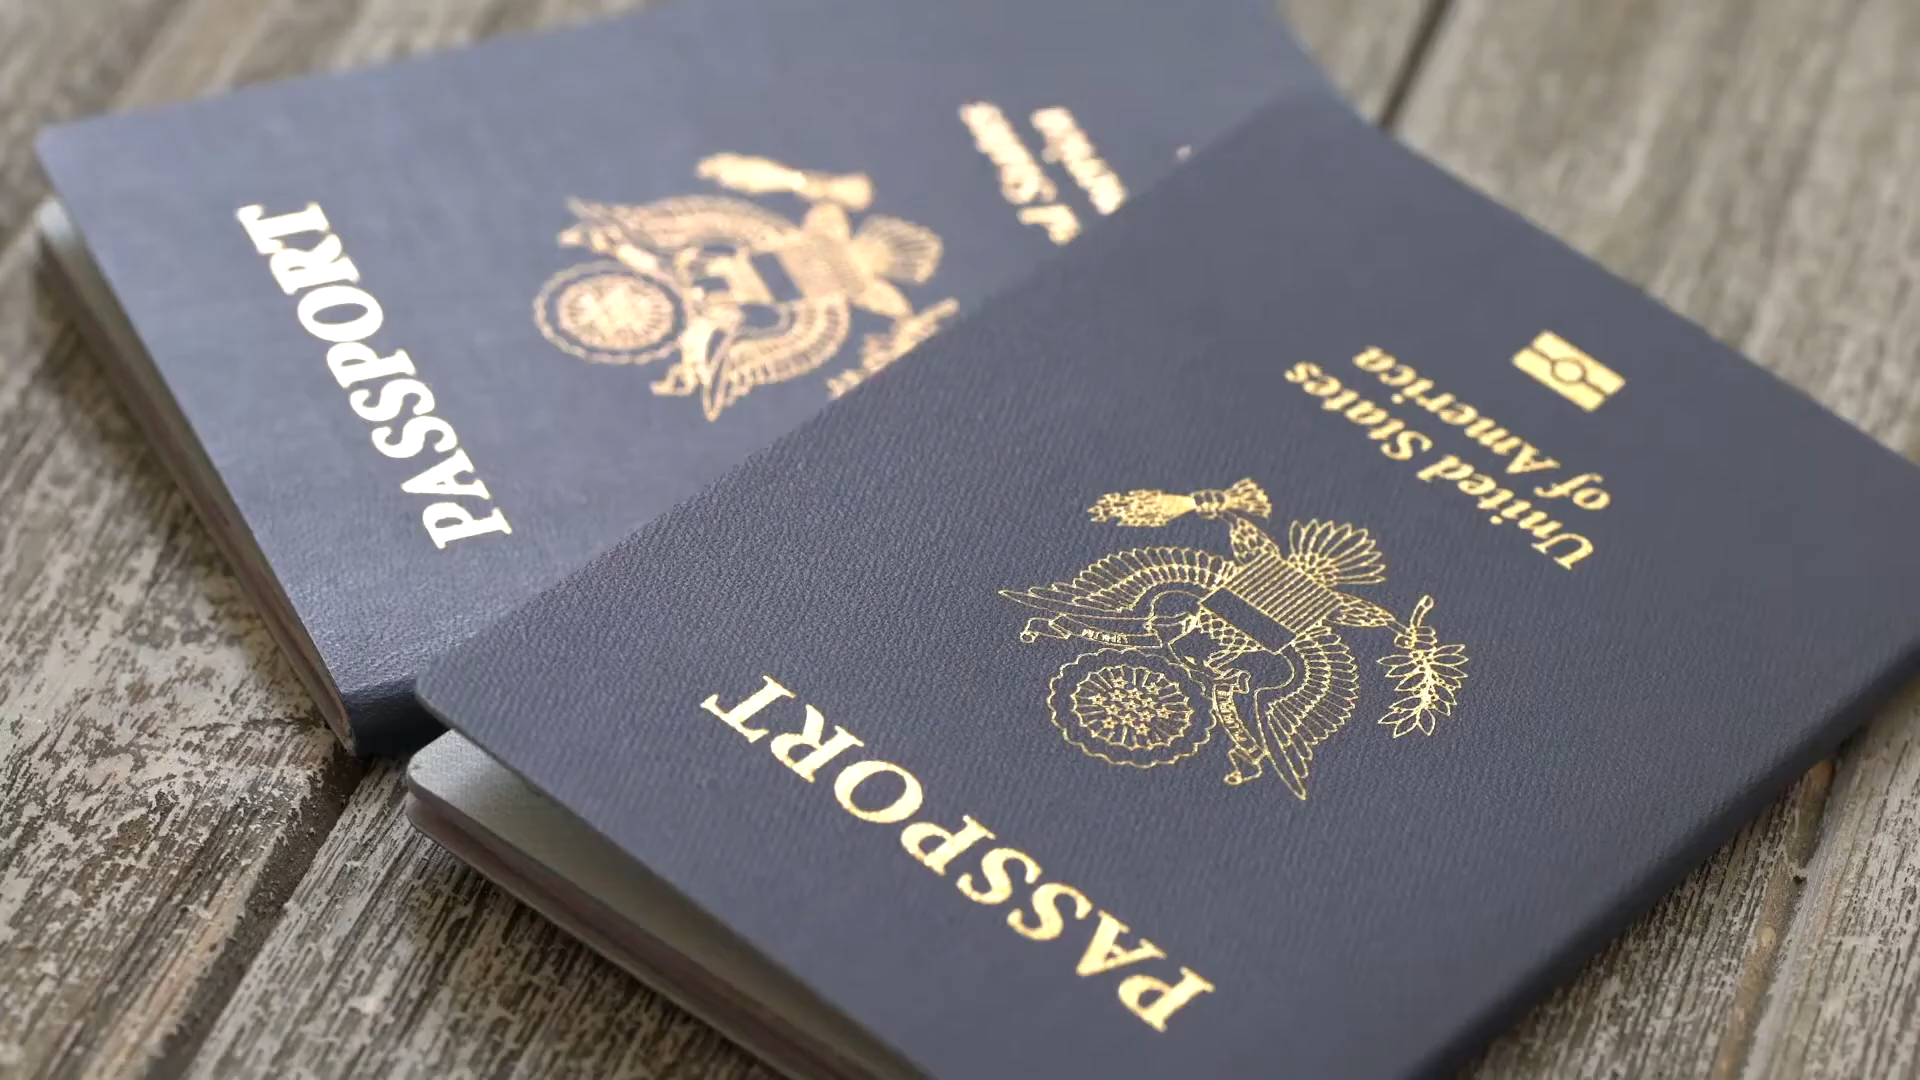 PASSPORT
United States
of America
PASSPORT